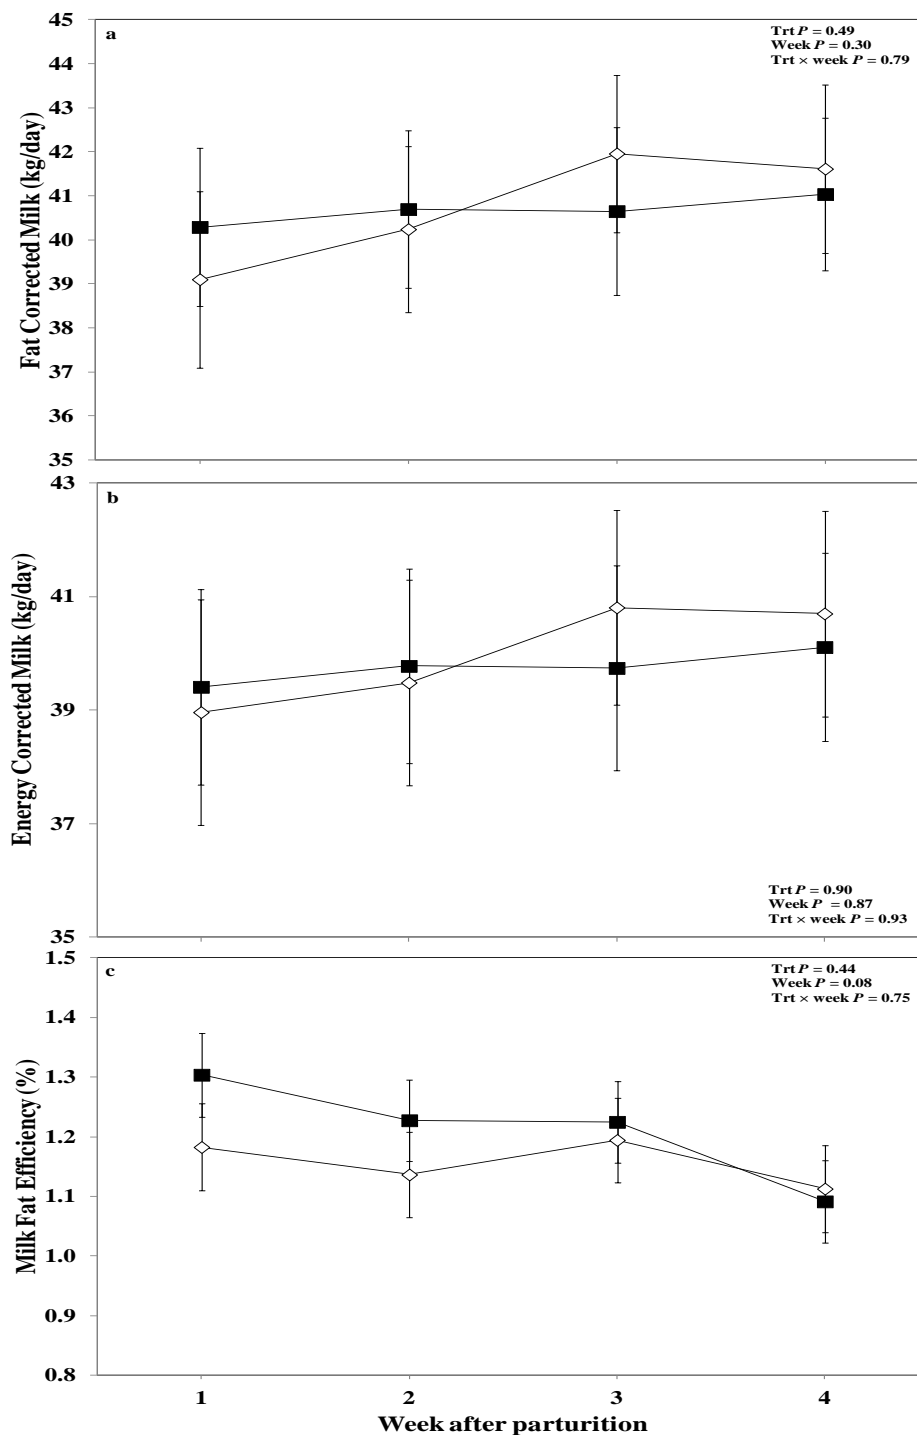 a
Trt P = 0.49
Week P = 0.30
Trt × week P = 0.79
Fat Corrected Milk (kg/day)
45
44
43
42
41
40
39
38
37
36
35
b
Energy Corrected Milk (kg/day)
43
41
39
37
35
Trt P = 0.90
Week P = 0.87
Trt × week P = 0.93
c
Trt P = 0.44
Week P = 0.08
Trt × week P = 0.75
Milk Fat Efficiency (%)
1.5
1.4
1.3
1.2
1.1
1.0
0.9
0.8
1 2 3 4
Week after parturition